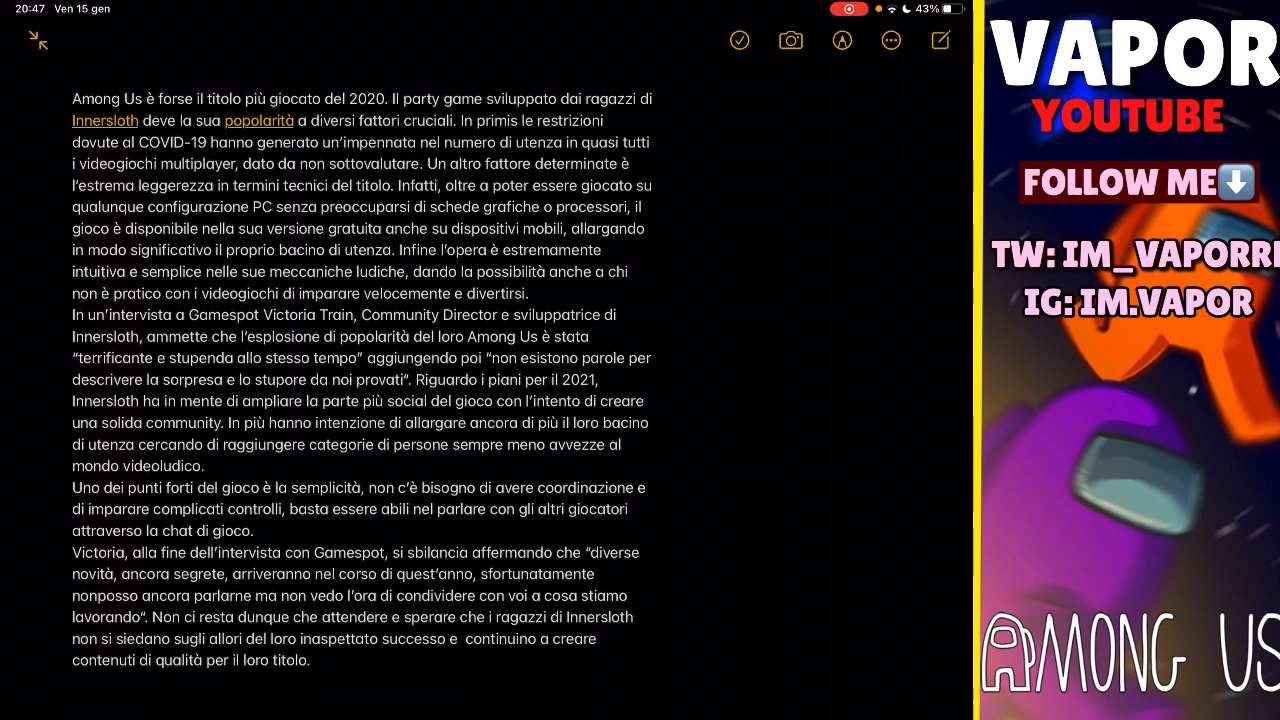 20:47 Ven 15 gen
43%
Among Us è forse il titolo più giocato del 2020. Il party game sviluppato dai ragazzi di
Innersloth deve la sua popolarità a diversi fattori cruciali. In primis le restrizioni
dovute al COVID-19 hanno generato un’impennata nel numero di utenza in quasi tutti
i videogiochi multiplayer, dato da non sottovalutare. Un altro fattore determinate è
l’estrema leggerezza in termini tecnici del titolo. Infatti, oltre a poter essere giocato su
qualunque configurazione PC senza preoccuparsi di schede grafiche o processori, il
gioco è disponibile nella sua versione gratuita anche su dispositivi mobili, allargando
in modo significativo il proprio bacino di utenza. Infine l’opera è estremamente
intuitiva e semplice nelle sue meccaniche ludiche, dando la possibilità anche a chi
non è pratico con i videogiochi di imparare velocemente e divertirsi.
In un’intervista a Gamespot Victoria Train, Community Director e sviluppatrice di
Innersloth, ammette che l’esplosione di popolarità del loro Among Us è stata
“terrificante e stupenda allo stesso tempo” aggiungendo poi “non esistono parole per
descrivere la sorpresa e lo stupore da noi provati“. Riguardo i piani per il 2021,
Innersloth ha in mente di ampliare la parte più social del gioco con l’intento di creare
una solida community. In più hanno intenzione di allargare ancora di più il loro bacino
di utenza cercando di raggiungere categorie di persone sempre meno avvezze al
mondo videoludico.
Uno dei punti forti del gioco è la semplicità, non c’è bisogno di avere coordinazione e
di imparare complicati controlli, basta essere abili nel parlare con gli altri giocatori
attraverso la chat di gioco.
Victoria, alla fine dell’intervista con Gamespot, si sbilancia affermando che “diverse
novità, ancora segrete, arriveranno nel corso di quest’anno, sfortunatamente
nonposso ancora parlarne ma non vedo l’ora di condividere con voi a cosa stiamo
lavorando“. Non ci resta dunque che attendere e sperare che i ragazzi di Innersloth
non si siedano sugli allori del loro inaspettato successo e  continuino a creare
contenuti di qualità per il loro titolo.
VAPOR
YOUTUBE
FOLLOW ME
TW: IM_VAPORR
IG: IM.VAPOR
AMONG US